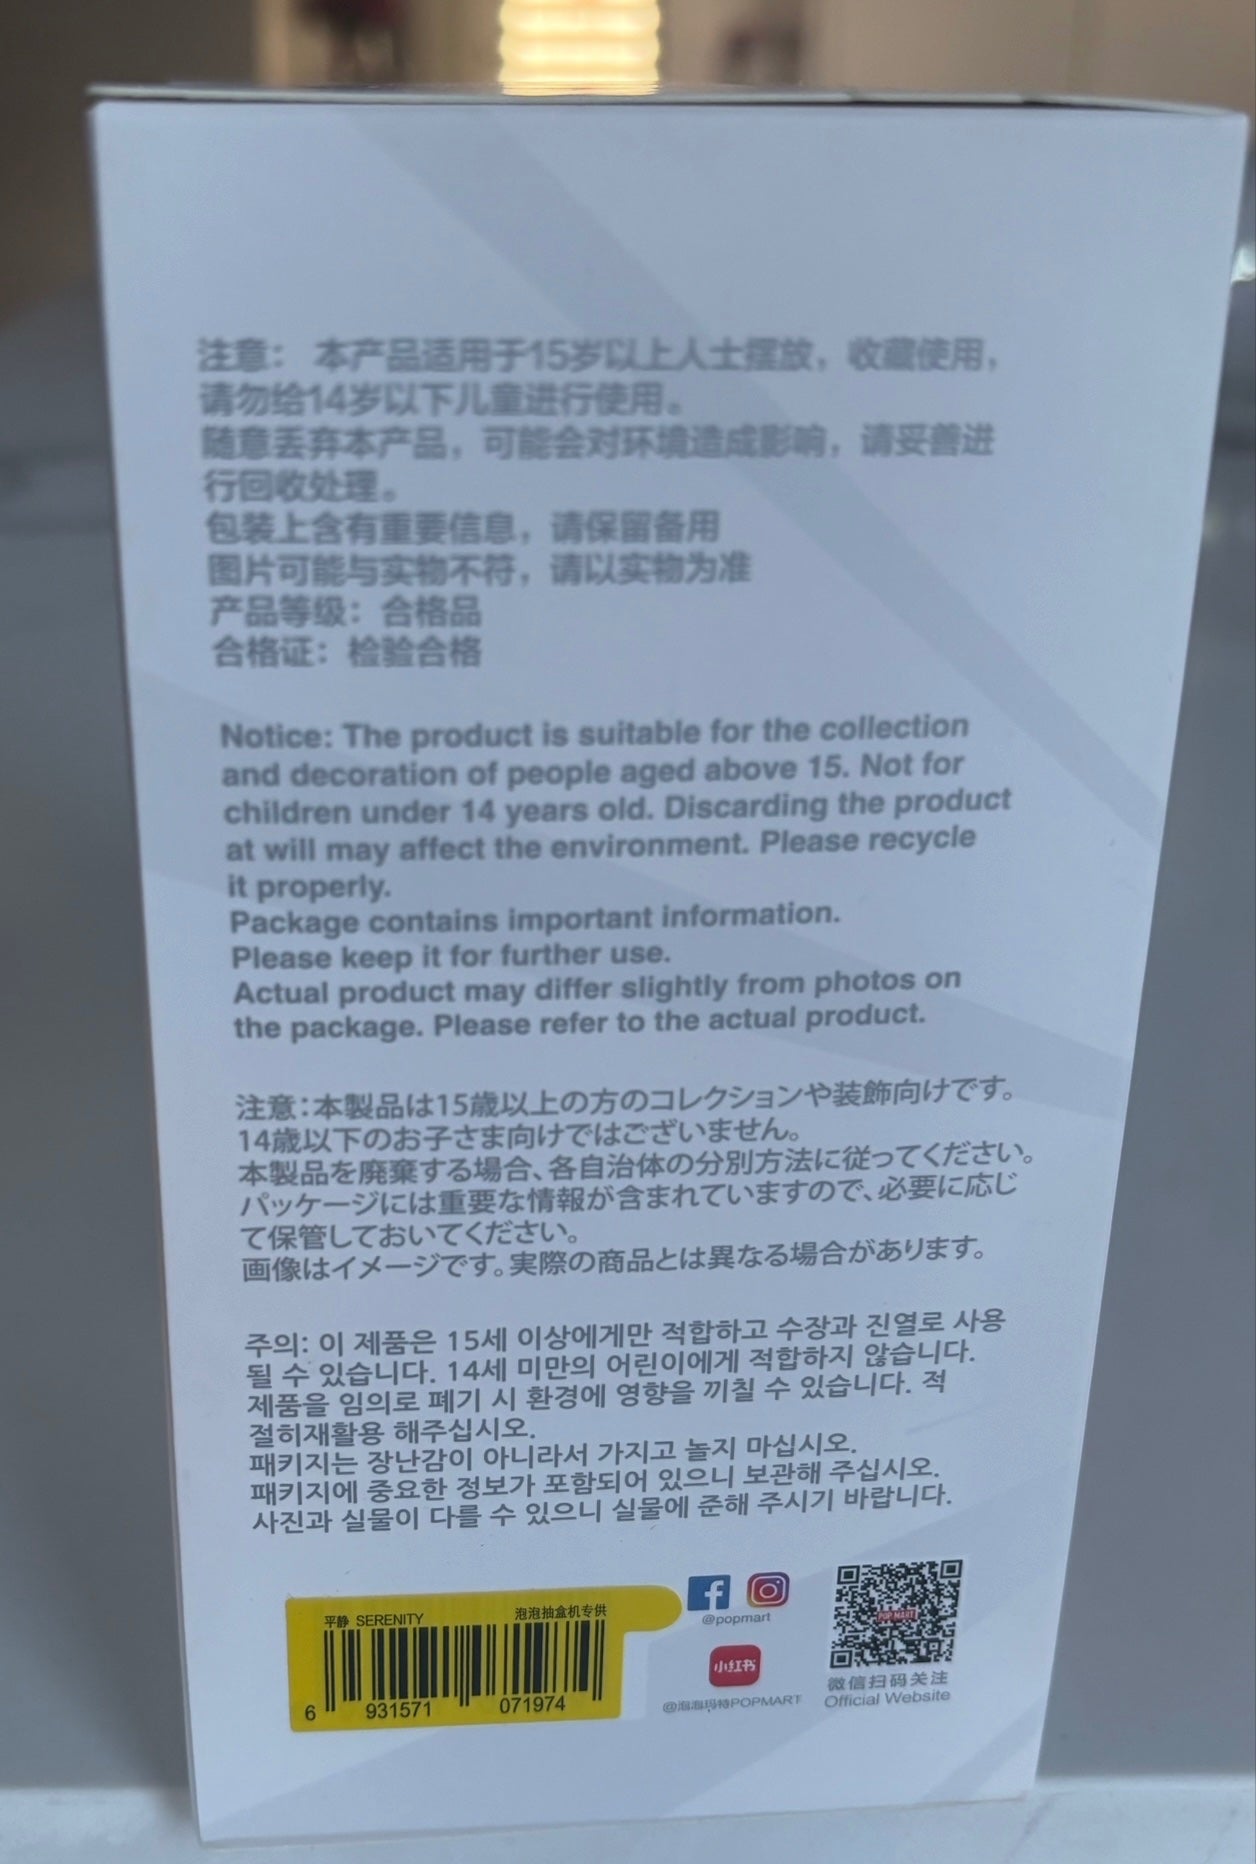 注意： 本产品适用于15岁以上人士摆放，收藏使用，
请勿给14岁以下儿童进行使用。
随意丢弃本产品，可能会对环境造成影响，请妥善进
行回收处理。
包装上含有重要信息，请保留备用
图片可能与实物不符，请以实物为准
产品等级：合格品
合格证：检验合格
Notice: The product is suitable for the collection
and decoration of people aged above 15. Not for
children under 14 years old. Discarding the product
at will may affect the environment. Please recycle
it properly.
Package contains important information.
Please keep it for further use.
Actual product may differ slightly from photos on
the package. Please refer to the actual product.
注意：本製品は15歳以上の方のコレクションや装飾向けです。
14歳以下のお子さま向けではございません。
本製品を廃棄する場合、各自治体の分別方法に従ってください。
パッケージには重要な情報が含まれていますので、必要に応じ
て保管しておいてください。
画像はイメージです。実際の商品とは異なる場合があります。
주의: 이 제품은 15세 이상에게만 적합하고 수장과 진열로 사용
될 수 있습니다. 14세 미만의 어린이에게 적합하지 않습니다.
제품을 임의로 폐기 시 환경에 영향을 끼칠 수 있습니다. 적
절히재활용 해주십시오.
패키지는 장난감이 아니라서 가지고 놀지 마십시오.
패키지에 중요한 정보가 포함되어 있으니 보관해 주십시오.
사진과 실물이 다를 수 있으니 실물에 준해 주시기 바랍니다.
平静 SERENITY 泡泡抽盒机专供
6 931571 071974
@popmart
小红书
@泡泡玛特POPMART
POP MART
微信扫码关注
Official Website